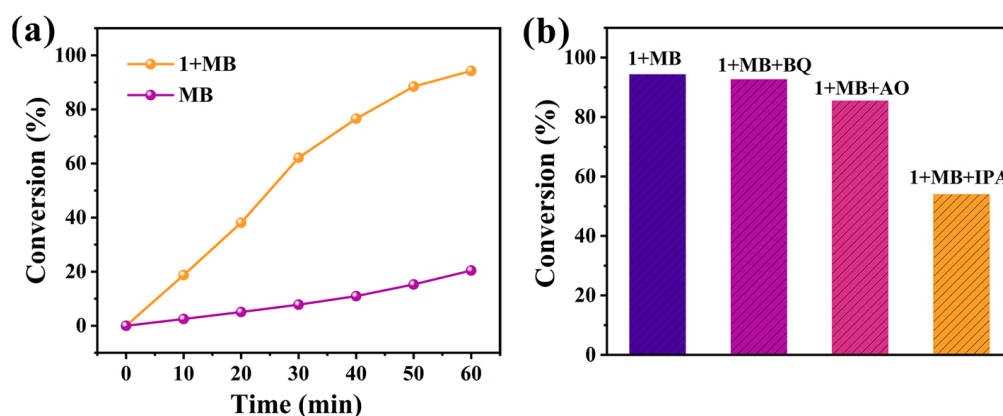 (a)
Conversion (%)
100
80
60
40
20
0
1+MB
MB
0 10 20 30 40 50 60
Time (min)
(b)
Conversion (%)
100
80
60
40
20
0
1+MB
1+MB+BQ
1+MB+AO
1+MB+IPA